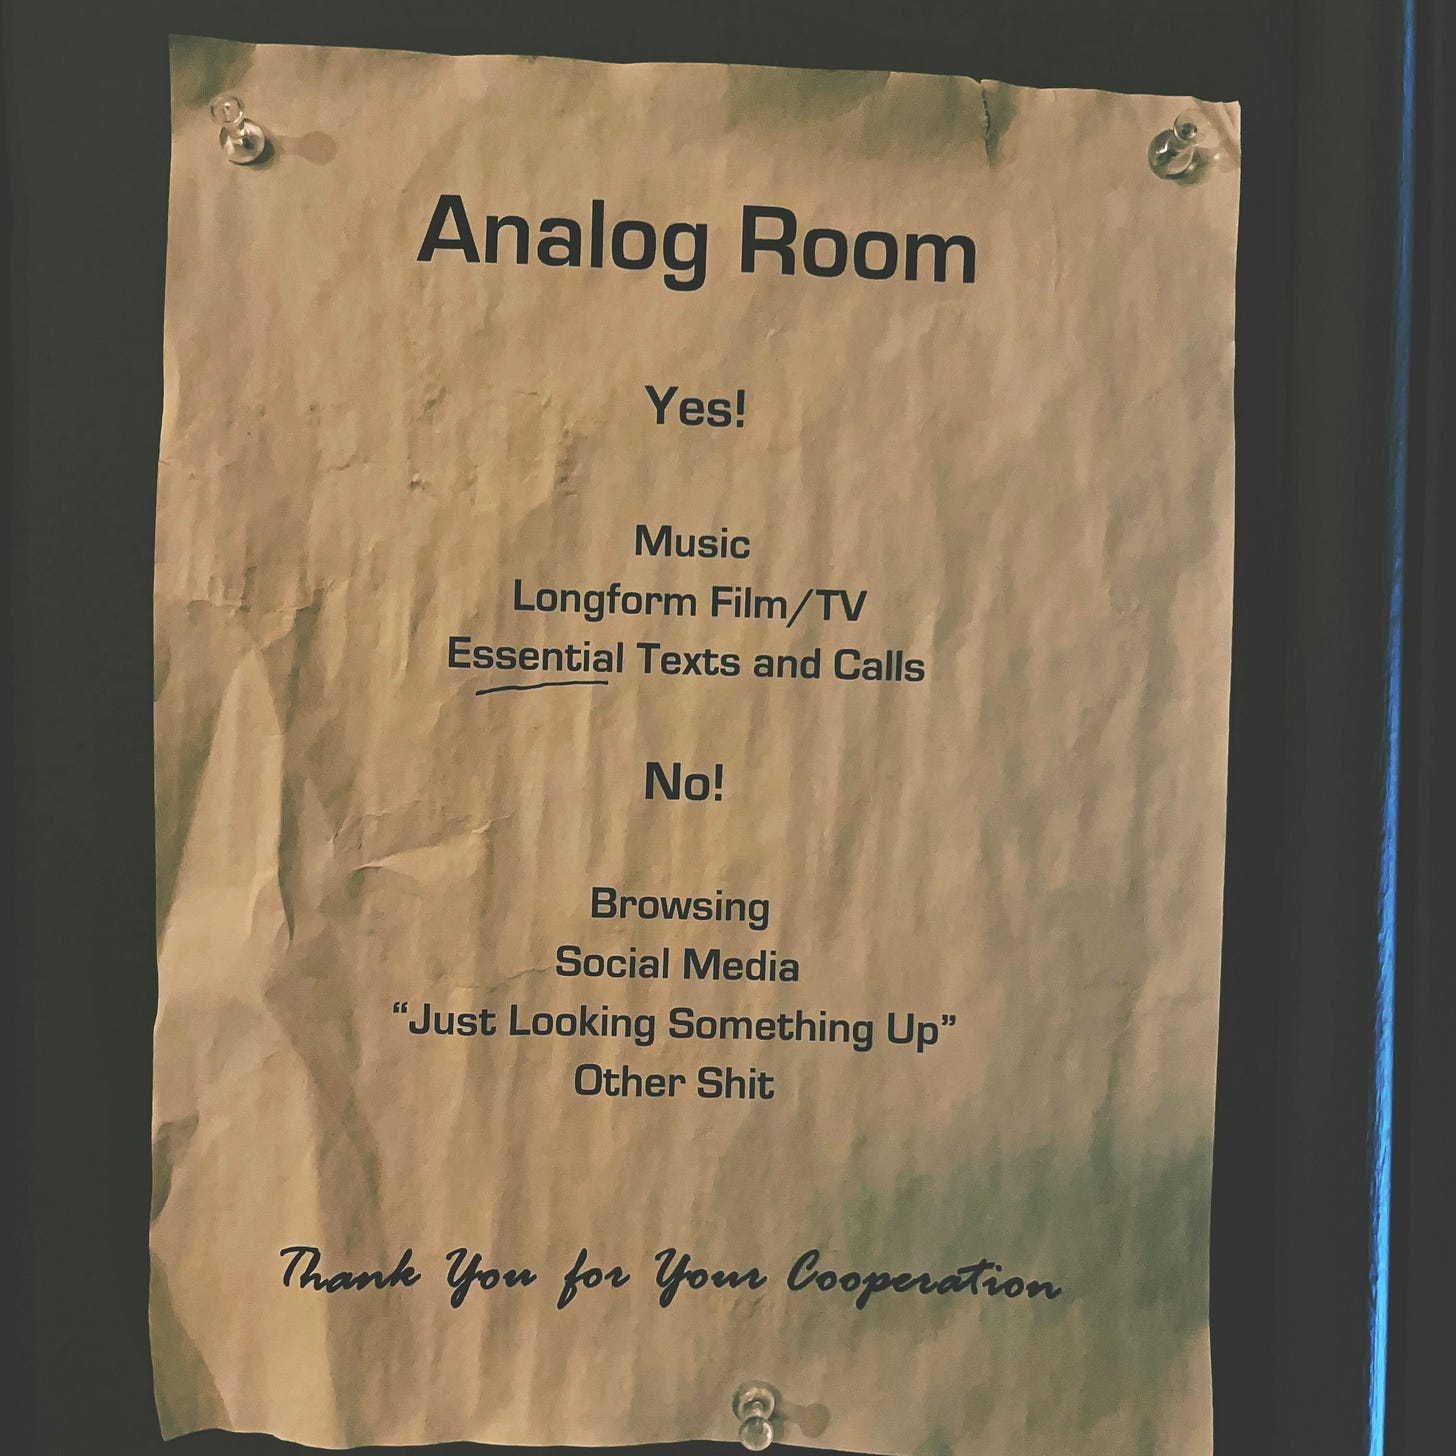 Analog Room
Yes!
Music
Longform Film/TV
Essential Texts and Calls
No!
Browsing
Social Media
“Just Looking Something Up”
Other Shit
Thank You for Your Cooperation